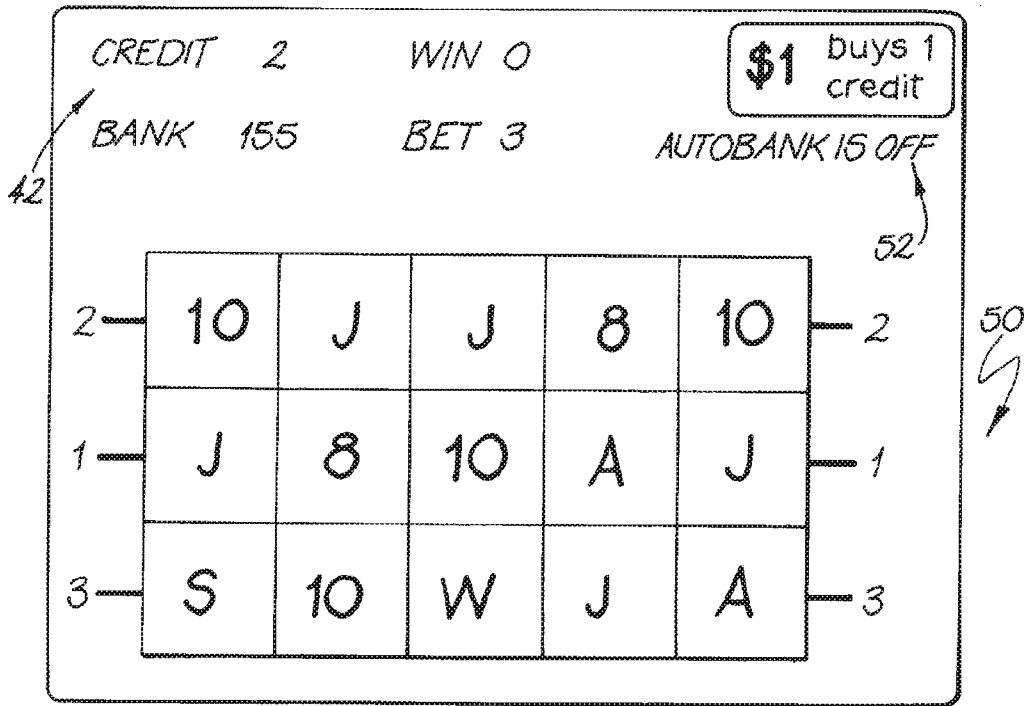 CREDIT 2 WIN 0 $1 buys 1
credit
BANK 155 BET 3 AUTOBANK IS OFF
42
52
2 10 J J 8 10 2
50
1 J 8 10 A J 1
3 S 10 W J A 3